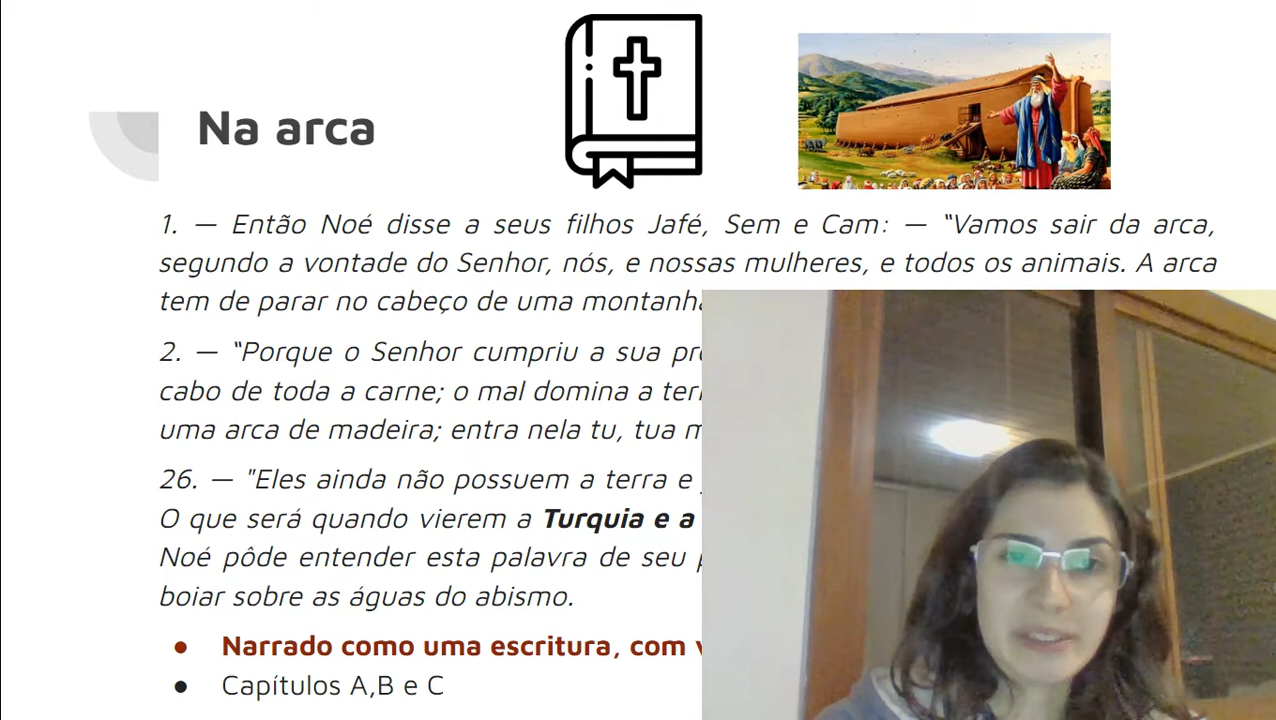 Na arca
1. — Então Noé disse a seus filhos Jafé, Sem e Cam: — “Vamos sair da arca,
segundo a vontade do Senhor, nós, e nossas mulheres, e todos os animais. A arca
tem de parar no cabeço de uma
2. — “Porque o Senhor cumpriu a sua
cabo de toda a carne; o mal domina a
uma arca de madeira; entra nela tu, tua
26. — "Eles ainda não possuem a terra e
O que será quando vierem a Turquia e a
Noé pôde entender esta palavra de seu
boiar sobre as águas do abismo.
● Narrado como uma escritura, com
● Capítulos A,B e C